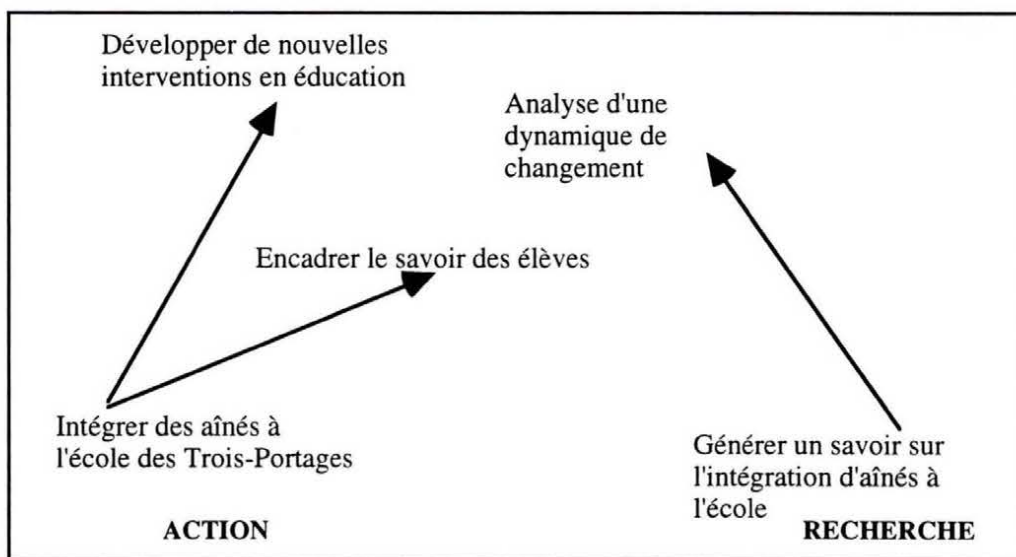 Développer de nouvelles
interventions en éducation
Analyse d'une
dynamique de
changement
Encadrer le savoir des élèves
Intégrer des aînés à
l'école des Trois-Portages
Générer un savoir sur
l'intégration d'aînés à
l'école
ACTION
RECHERCHE